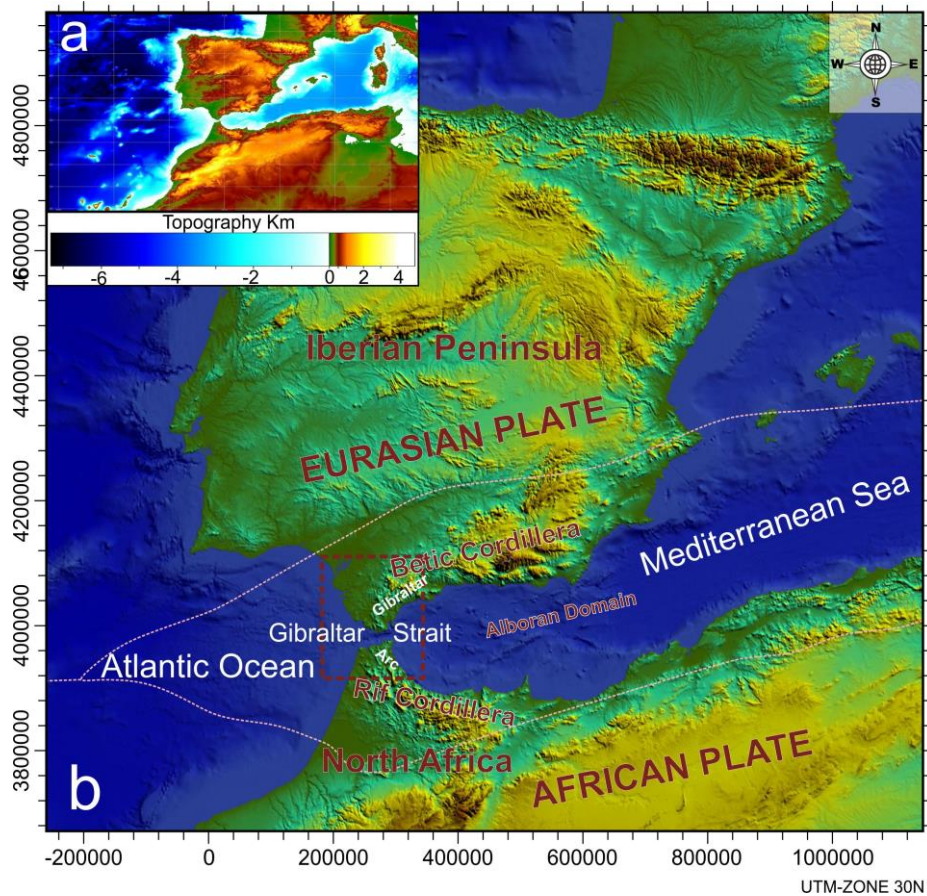 a
N
W E
S
Topography Km
-6 -4 -2 0 2 4
Iberian Peninsula
EURASIAN PLATE
Mediterranean Sea
Betic Cordillera
Gibraltar
Alboran Domain
Gibraltar Strait
Arc
Atlantic Ocean
Rif Cordillera
North Africa
AFRICAN PLATE
b
4800000
4600000
4400000
4200000
4000000
3800000
-200000 0 200000 400000 600000 800000 1000000
UTM-ZONE 30N